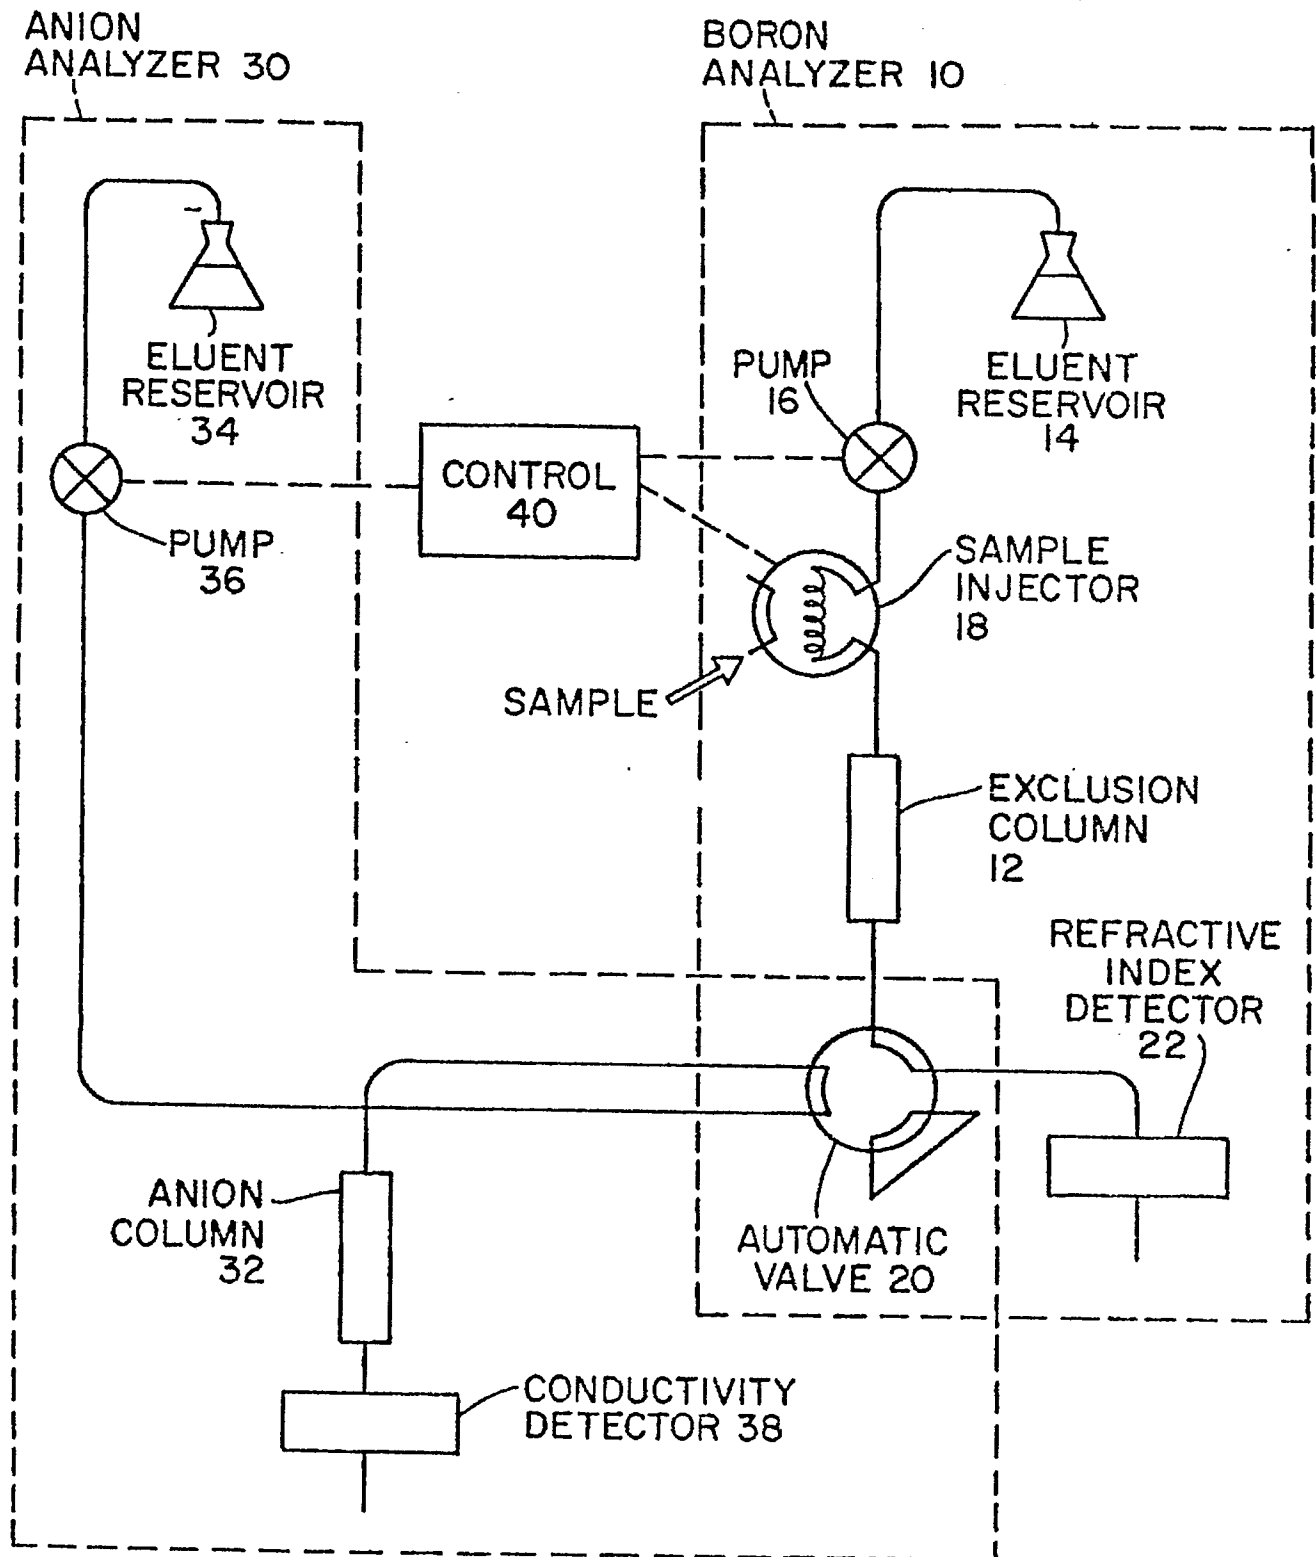 ANION
ANALYZER 30
BORON
ANALYZER 10
ELUENT
RESERVOIR
34
PUMP
16
ELUENT
RESERVOIR
14
CONTROL
40
PUMP
36
SAMPLE
INJECTOR
18
SAMPLE
EXCLUSION
COLUMN
12
REFRACTIVE
INDEX
DETECTOR
22
ANION
COLUMN
32
AUTOMATIC
VALVE 20
CONDUCTIVITY
DETECTOR 38